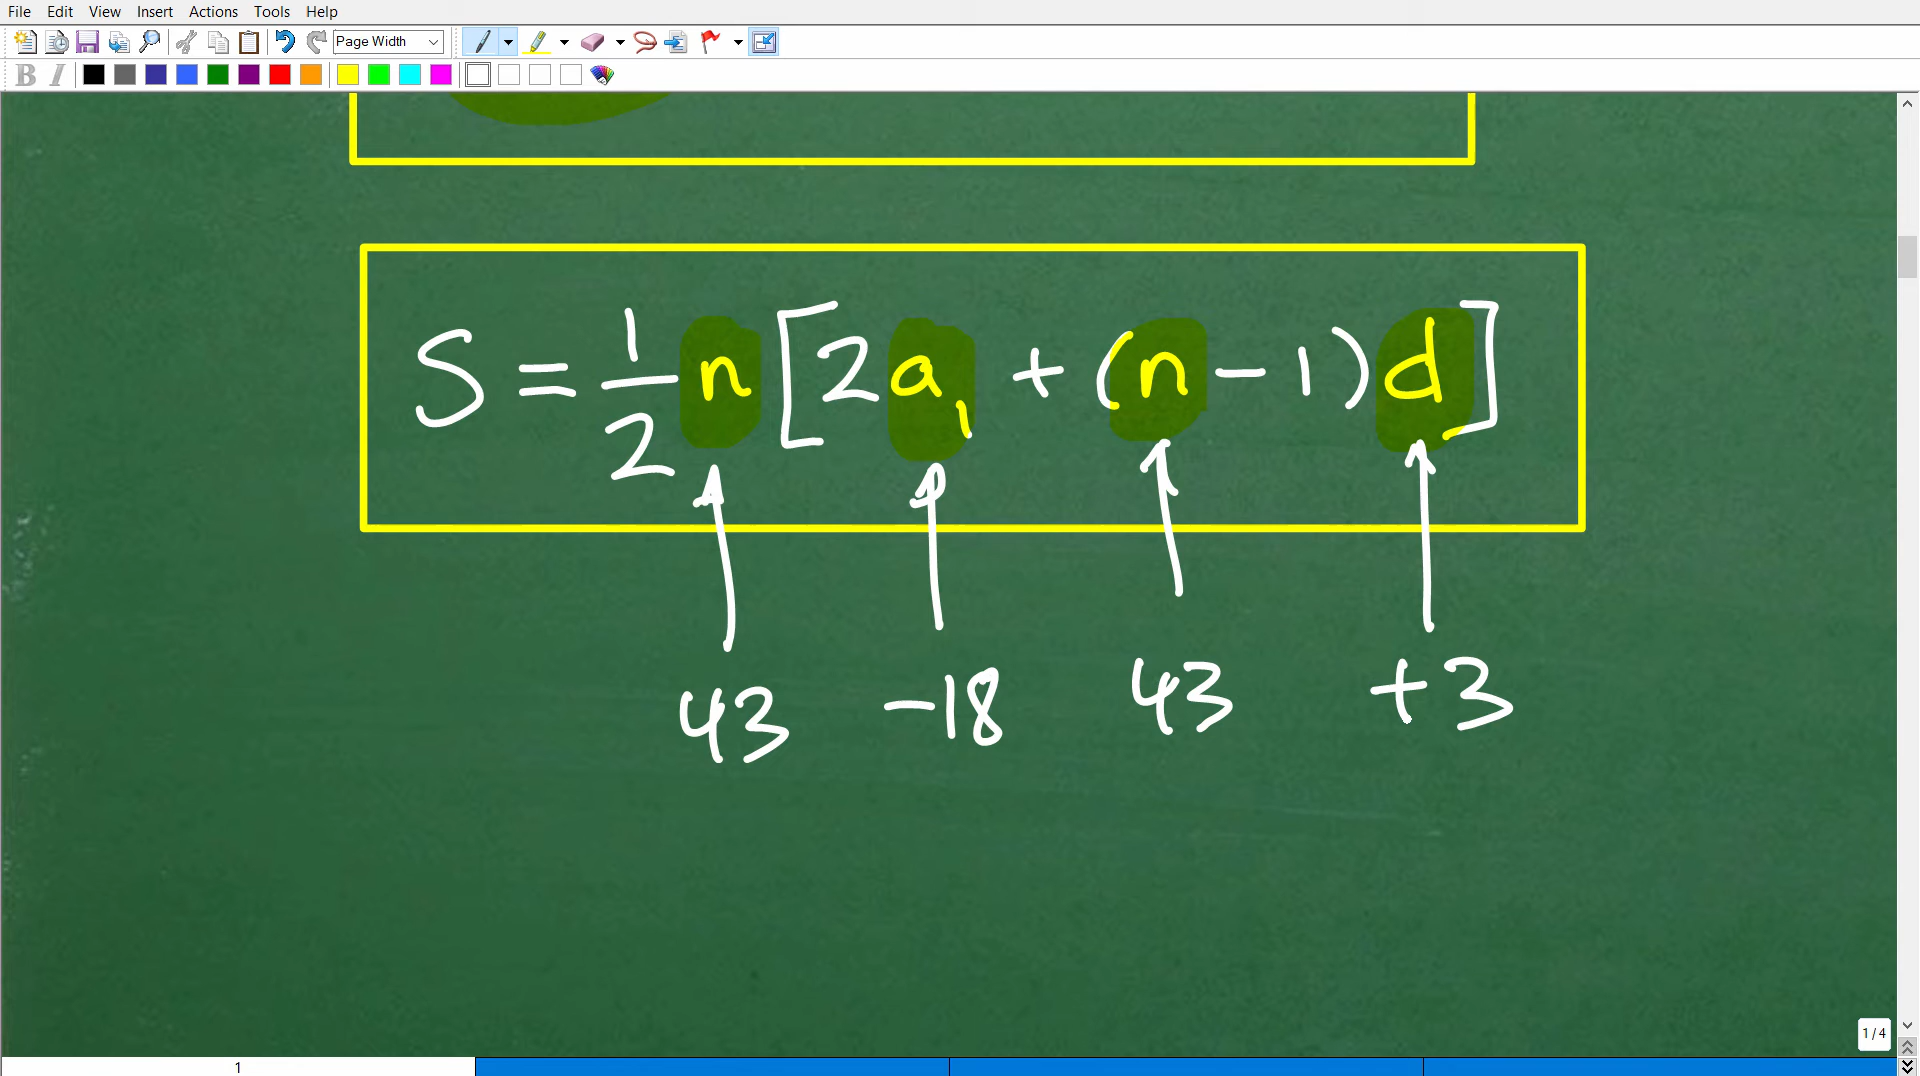 File Edit View Insert Actions Tools Help
Page Width
B I
S = 1/2 n [2a₁ + (n - 1)d]
43 -18 43 +3
1 / 4
1